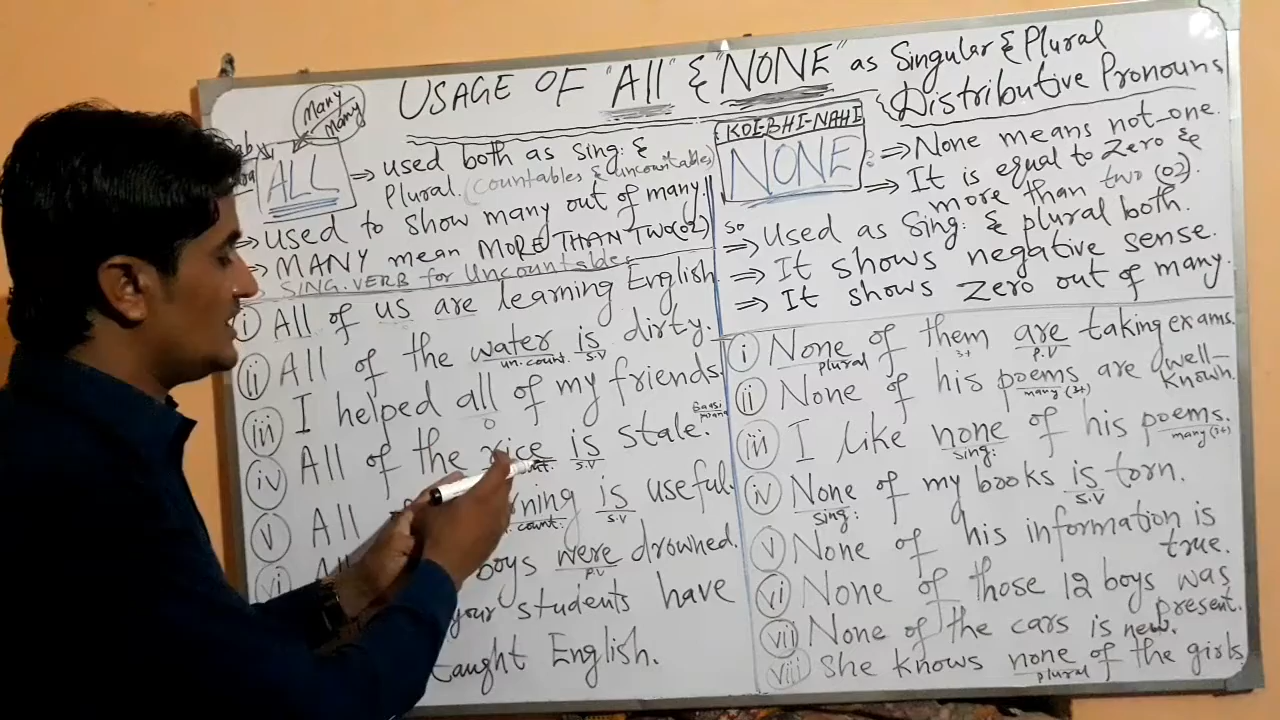 USAGE OF "All" & "NONE" as Singular & Plural
Distributive Pronouns
Many
Many
ALL
⇒ used both as sing: &
Plural. (Countables & uncountables)
⇒ Used to show many out of many.
⇒ MANY mean MORE THAN TWO (02)
SING. VERB for Uncountables
i) All of us are learning English
ii) All of the water is dirty.
un.count. s.v
iii) I helped all of my friends.
iv) All of the rice is stale.
s.v
v) All is useful.
count: s.v
vi boys were drowned.
P.V
your students have
taught English.
KOI-BHI-NAHI
NONE
⇒ None means not-one.
⇒ It is equal to Zero &
more than two (02).
so
⇒ Used as Sing: & plural both.
⇒ It shows negative sense.
⇒ It shows Zero out of many.
i) None of them are taking exams.
plural 3+ P.V
ii) None of his poems are well-
known.
many (3+)
iii) I like none of his poems.
sing: many (3+)
iv) None of my books is torn.
sing: s.v
v) None of his information is
true.
vi) None of those 12 boys was
present.
vii) None of the cars is new.
viii) She knows none of the girls
plural